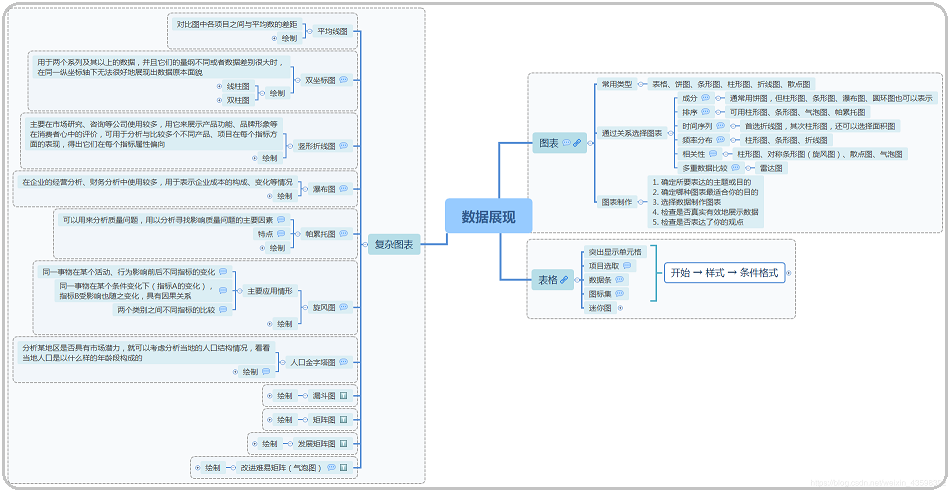 数据展现
图表
常用类型
表格、饼图、条形图、柱形图、折线图、散点图
通过关系选择图表
成分
通常用饼图，但柱形图、条形图、瀑布图、圆环图也可以表示
排序
可用柱形图、条形图、气泡图、帕累托图
时间序列
首选折线图，其次柱形图，还可以选择面积图
频率分布
柱形图、条形图、折线图
相关性
柱形图、对称条形图（旋风图）、散点图、气泡图
多重数据比较
雷达图
图表制作
1. 确定所要表达的主题或目的
2. 确定哪种图表最适合你的目的
3. 选择数据制作图表
4. 检查是否真实有效地展示数据
5. 检查是否表达了你的观点
表格
突出显示单元格
项目选取
数据条
图标集
迷你图
开始 → 样式 → 条件格式
复杂图表
平均线图
对比图中各项目之间与平均数的差距
绘制
双坐标图
用于两个系列及其以上的数据，并且它们的量纲不同或者数据差别很大时，
在同一纵坐标轴下无法很好地展现出数据原本面貌
绘制
线柱图
双柱图
竖形折线图
主要在市场研究、咨询等公司使用较多，用它来展示产品功能、品牌形象等
在消费者心中的评价，可用于分析与比较多个不同产品、项目在每个指标方
面的表现，得出它们在每个指标属性偏向
绘制
瀑布图
在企业的经营分析、财务分析中使用较多，用于表示企业成本的构成、变化等情况
绘制
帕累托图
可以用来分析质量问题，用以分析寻找影响质量问题的主要因素
特点
绘制
旋风图
主要应用情形
同一事物在某个活动、行为影响前后不同指标的变化
同一事物在某个条件变化下（指标A的变化），
指标B受影响也随之变化，具有因果关系
两个类别之间不同指标的比较
绘制
人口金字塔图
分析某地区是否具有市场潜力，就可以考虑分析当地的人口结构情况，看看
当地人口是以什么样的年龄段构成的
绘制
漏斗图
绘制
矩阵图
绘制
发展矩阵图
绘制
改进难易矩阵（气泡图）
绘制